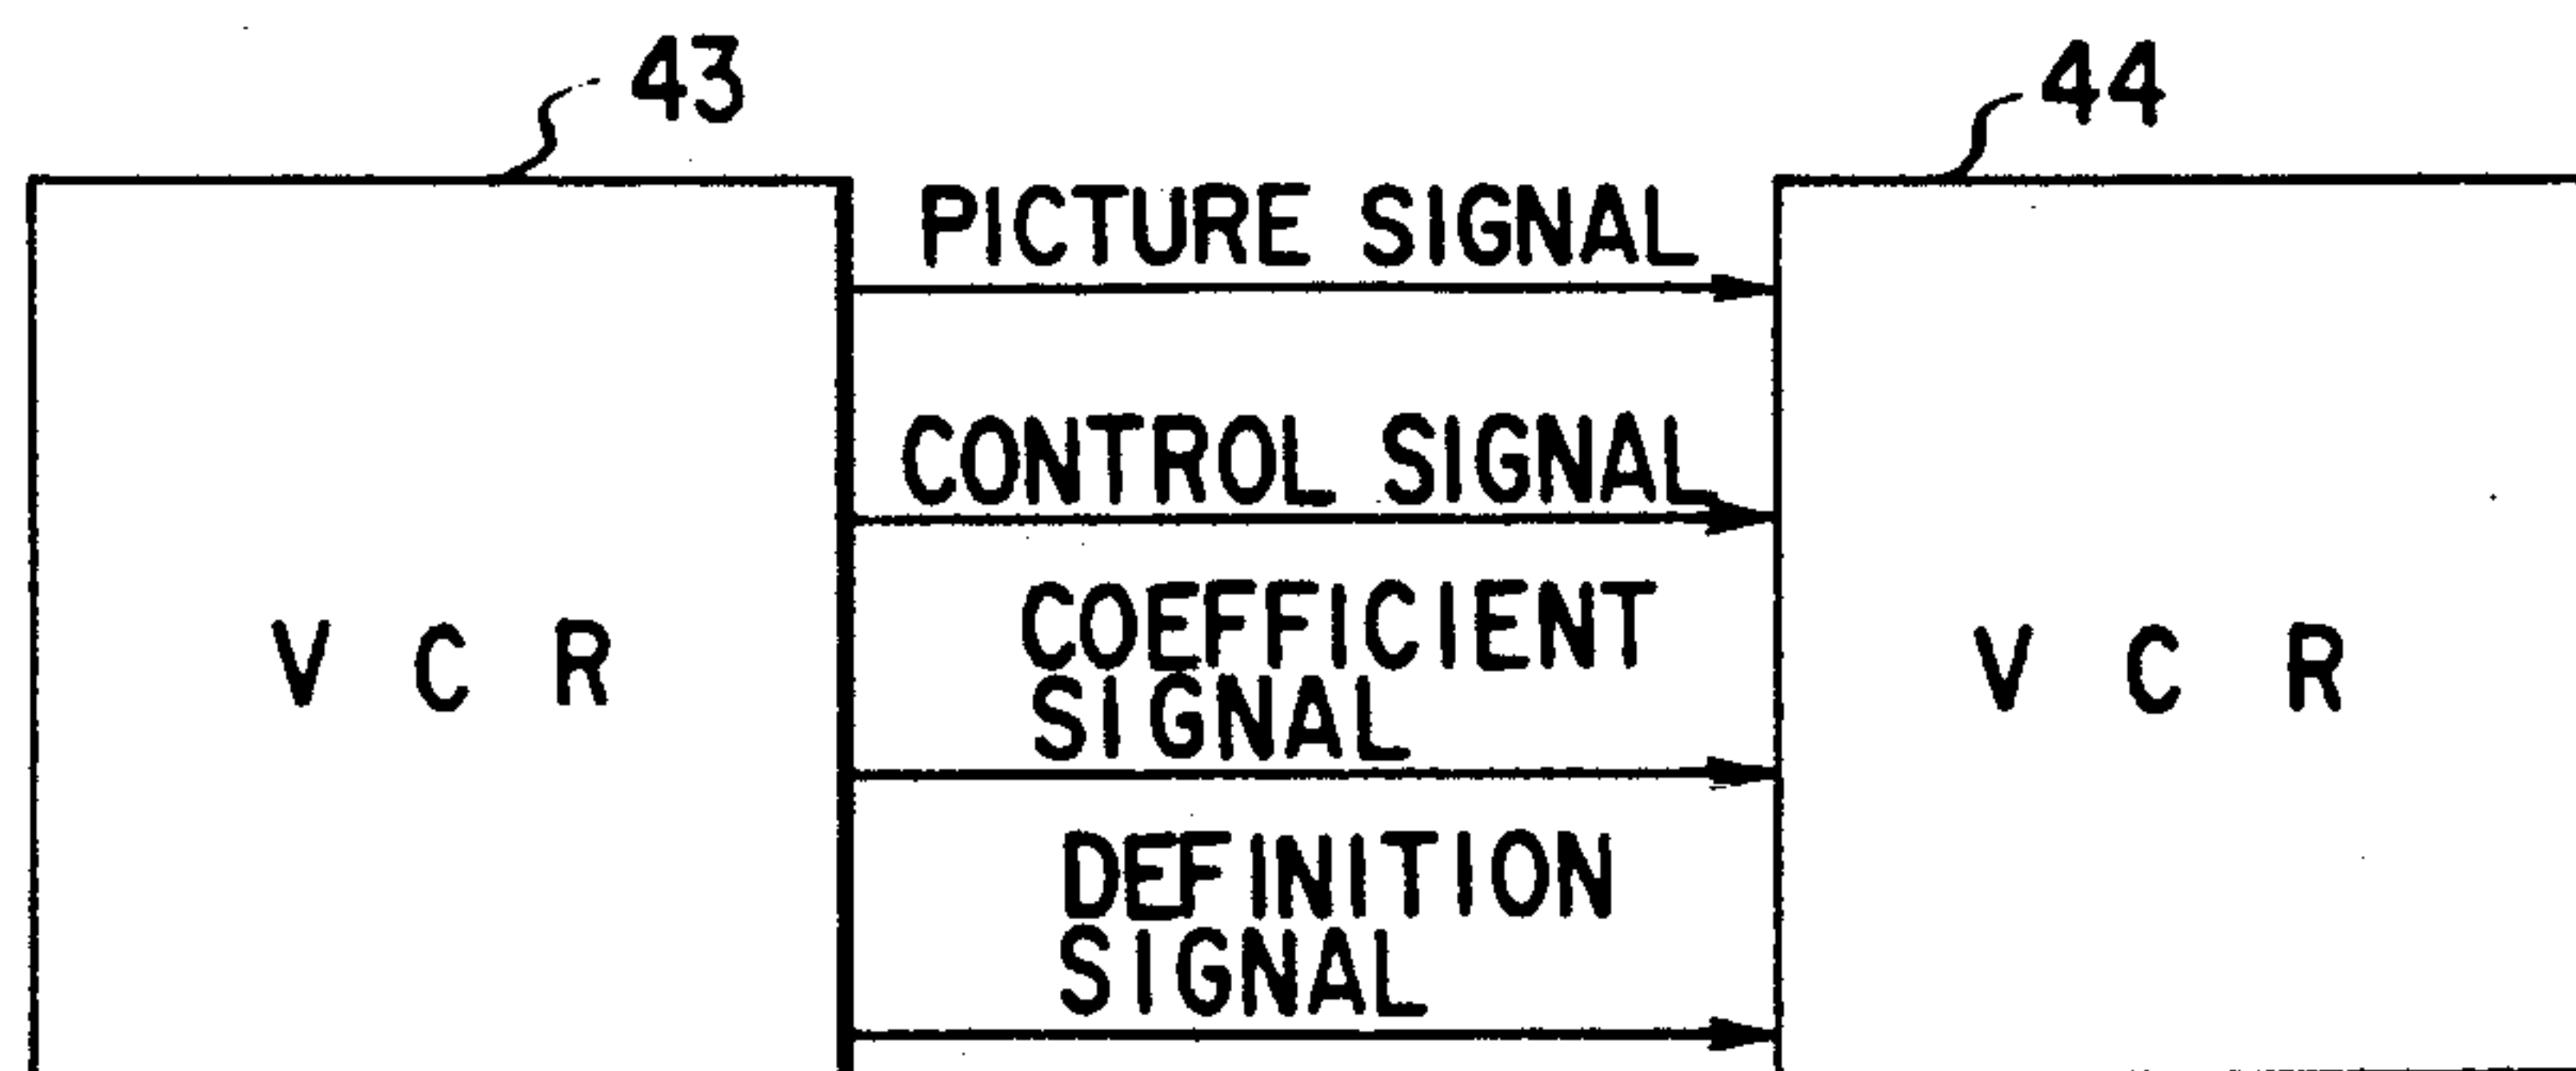 43
44
PICTURE SIGNAL
CONTROL SIGNAL
COEFFICIENT
SIGNAL
V C R
V C R
DEFINITION
SIGNAL